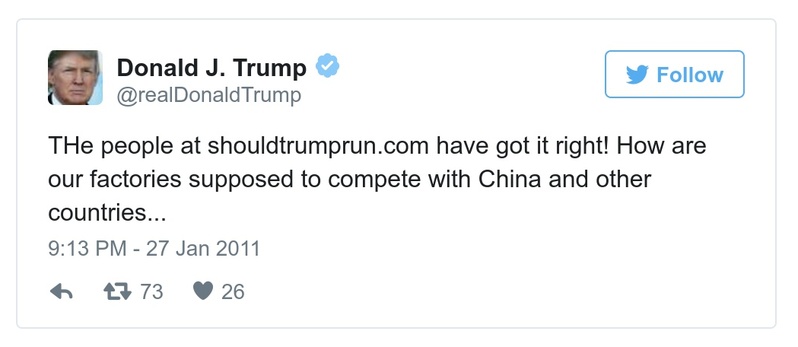 Donald J. Trump
@realDonaldTrump
Follow
THe people at shouldtrumprun.com have got it right! How are
our factories supposed to compete with China and other
countries...
9:13 PM - 27 Jan 2011
73 26